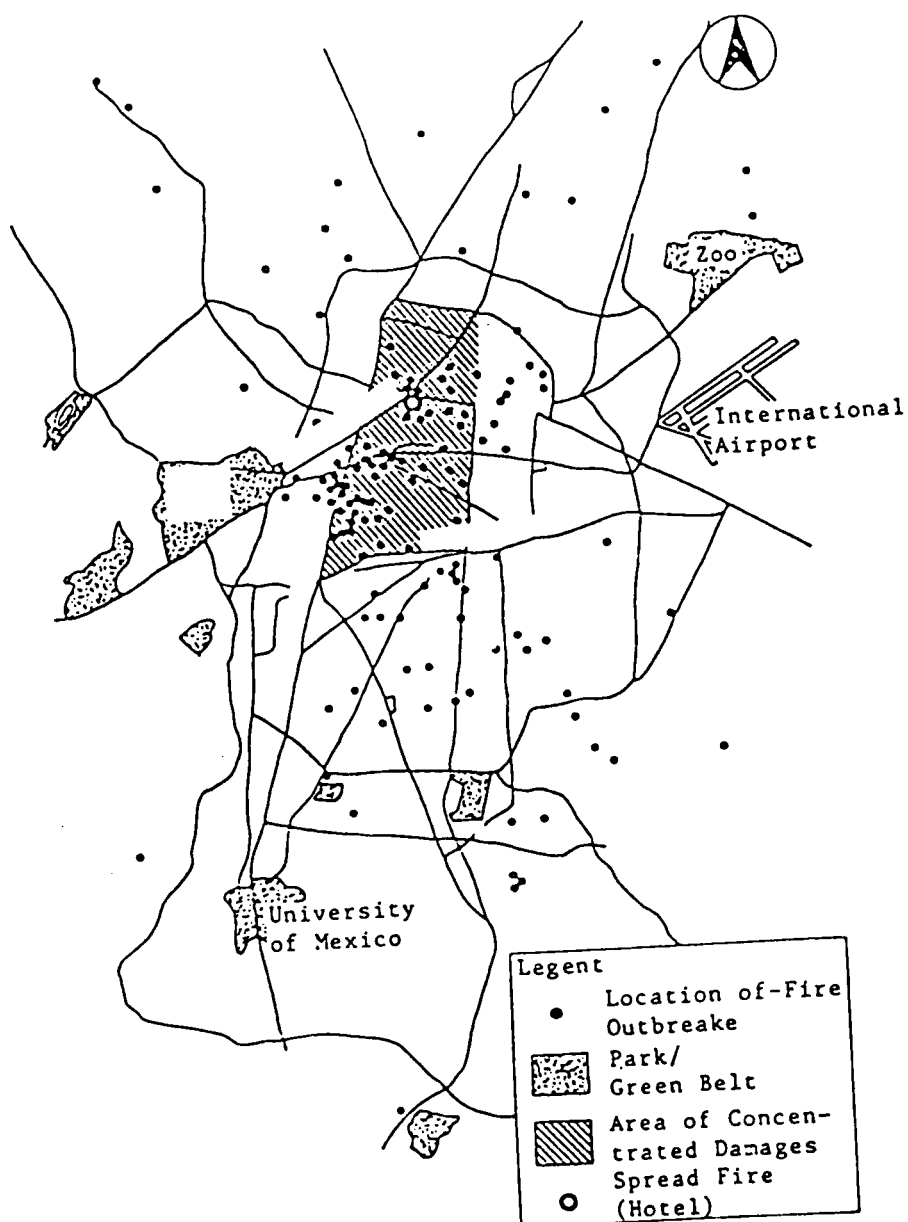 Zoo
International
Airport
University
of Mexico
Legent
Location of-Fire
Outbreake
Park/
Green Belt
Area of Concen-
trated Damages
Spread Fire
(Hotel)